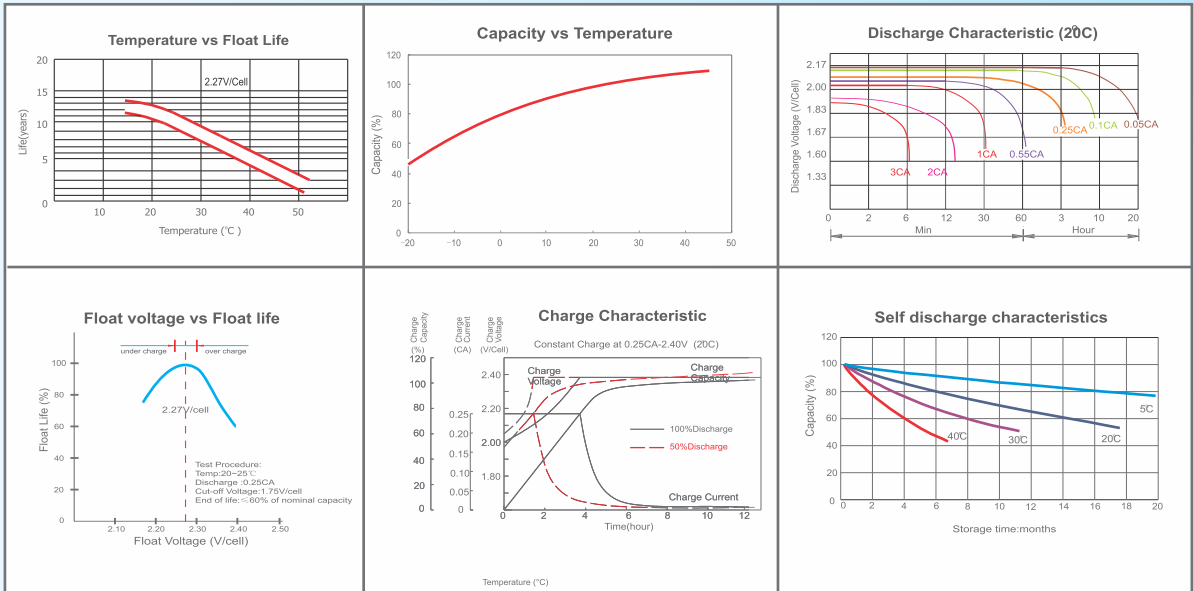 Temperature vs Float Life
20
15
10
5
0
Life(years)
2.27V/Cell
10 20 30 40 50
Temperature (℃ )
Capacity vs Temperature
120
100
80
60
40
20
0
Capacity (%)
-20 -10 0 10 20 30 40 50
Discharge Characteristic (20°C)
2.17
2.00
1.83
1.67
1.60
1.33
Discharge Voltage (V/Cell)
3CA 2CA 1CA 0.55CA 0.25CA 0.1CA 0.05CA
0 2 6 12 30 60 3 10 20
Min Hour
Float voltage vs Float life
under charge over charge
100
80
60
40
20
0
Float Life (%)
2.27V/cell
Test Procedure:
Temp:20~25℃
Discharge :0.25CA
Cut-off Voltage:1.75V/cell
End of life:≤60% of nominal capacity
2.10 2.20 2.30 2.40 2.50
Float Voltage (V/cell)
Charge Characteristic
Constant Charge at 0.25CA-2.40V (20°C)
Charge Capacity
(%)
120
100
80
60
40
20
0
Charge Current
(CA)
0.25
0.20
0.15
0.10
0.05
0
Charge Voltage
(V/Cell)
2.40
2.20
2.00
1.80
Charge
Voltage
Charge
Capacity
100%Discharge
50%Discharge
Charge Current
0 2 4 6 8 10 12
Time(hour)
Temperature (°C)
Self discharge characteristics
120
100
80
60
40
20
0
Capacity (%)
5°C
40°C 30°C 20°C
0 2 4 6 8 10 12 14 16 18 20
Storage time:months